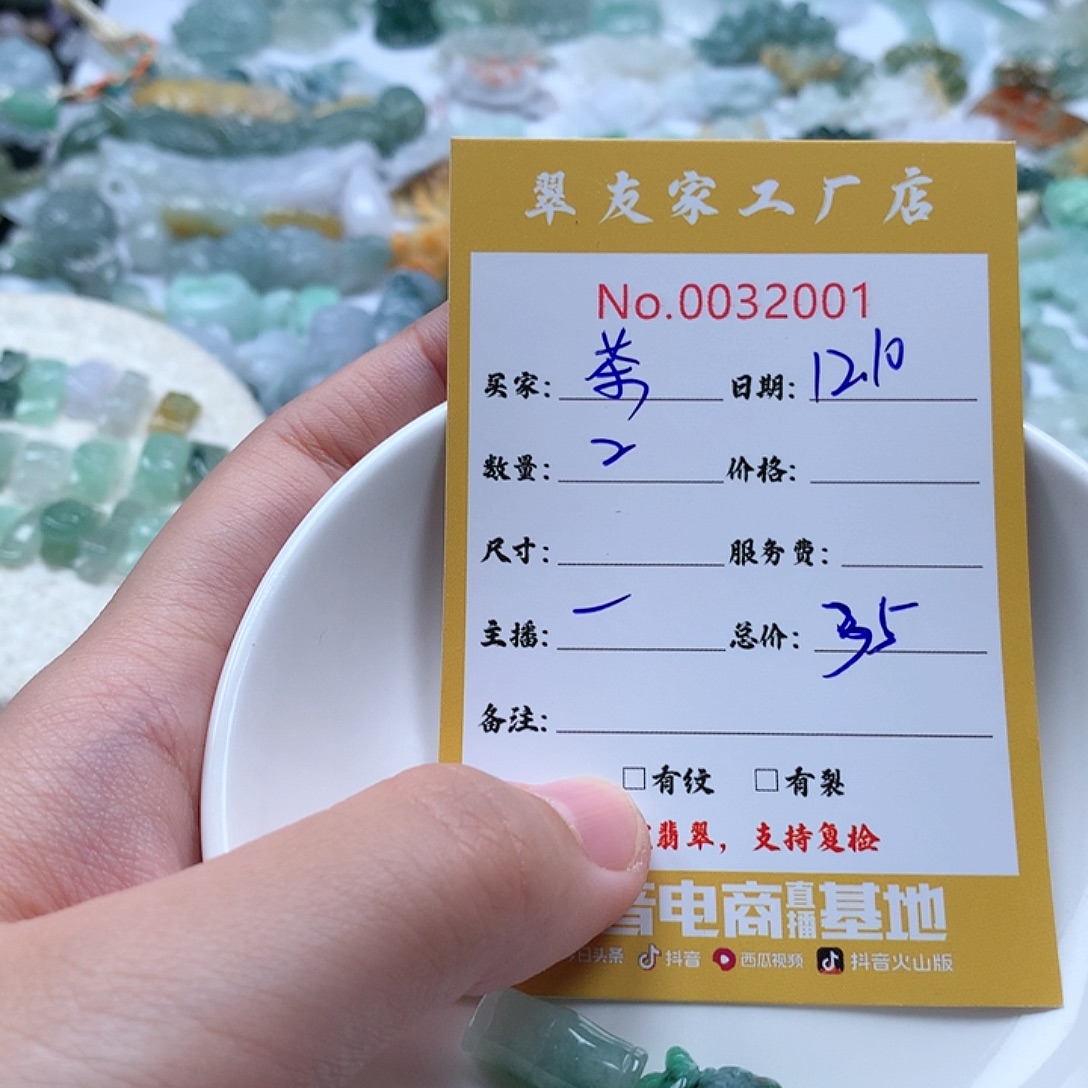 翠友家工厂店
No.0032001
买家: 茶 日期: 12.10
数量: 2 价格:
尺寸: 服务费:
主播: 一 总价: 35
备注:
□有纹 □有裂
翡翠，支持复检
音电商直播基地
日头条 抖音 西瓜视频 抖音火山版